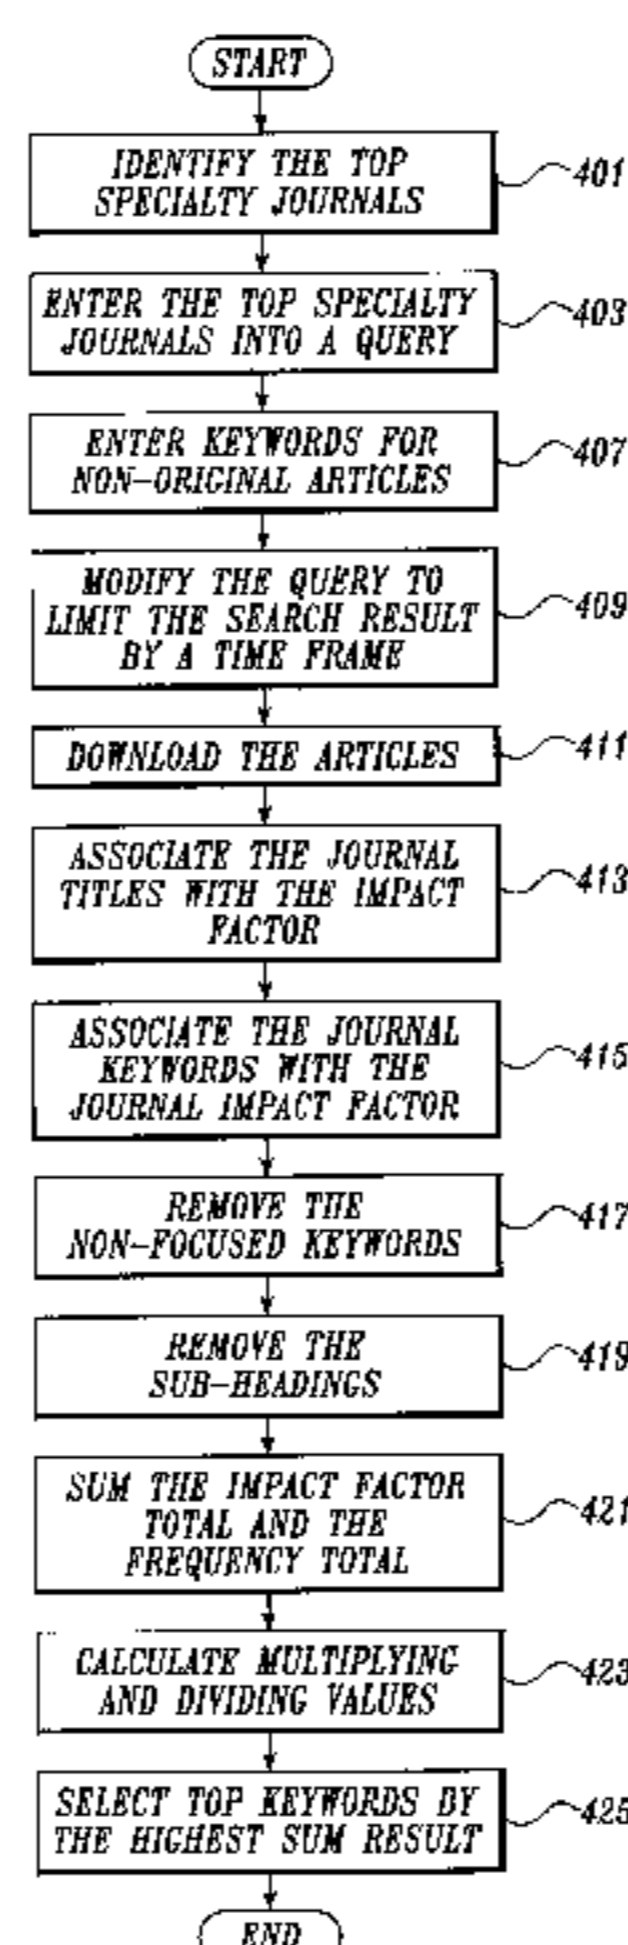 START
IDENTIFY THE TOP
SPECIALTY JOURNALS
401
ENTER THE TOP SPECIALTY
JOURNALS INTO A QUERY
403
ENTER KEYWORDS FOR
NON-ORIGINAL ARTICLES
407
MODIFY THE QUERY TO
LIMIT THE SEARCH RESULT
BY A TIME FRAME
409
DOWNLOAD THE ARTICLES
411
ASSOCIATE THE JOURNAL
TITLES WITH THE IMPACT
FACTOR
413
ASSOCIATE THE JOURNAL
KEYWORDS WITH THE
JOURNAL IMPACT FACTOR
415
REMOVE THE
NON-FOCUSED KEYWORDS
417
REMOVE THE
SUB-HEADINGS
419
SUM THE IMPACT FACTOR
TOTAL AND THE
FREQUENCY TOTAL
421
CALCULATE MULTIPLYING
AND DIVIDING VALUES
423
SELECT TOP KEYWORDS BY
THE HIGHEST SUM RESULT
425
END